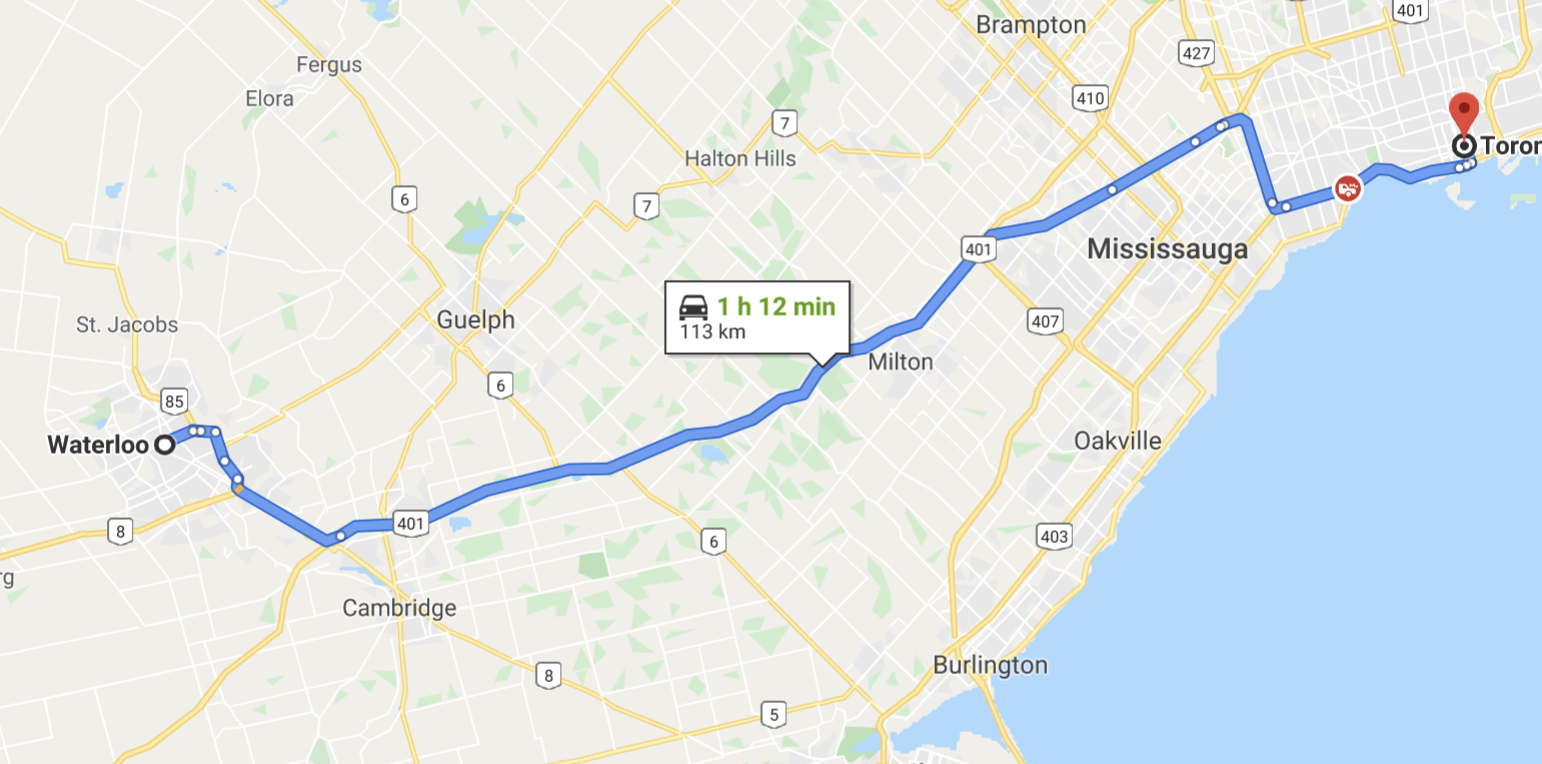 401
Brampton
427
Fergus
Elora
410
7
Halton Hills
Toron
6
7
401
Mississauga
1 h 12 min
113 km
Guelph
St. Jacobs
407
Milton
6
85
Waterloo
Oakville
401
8
6
403
rg
Cambridge
Burlington
8
5